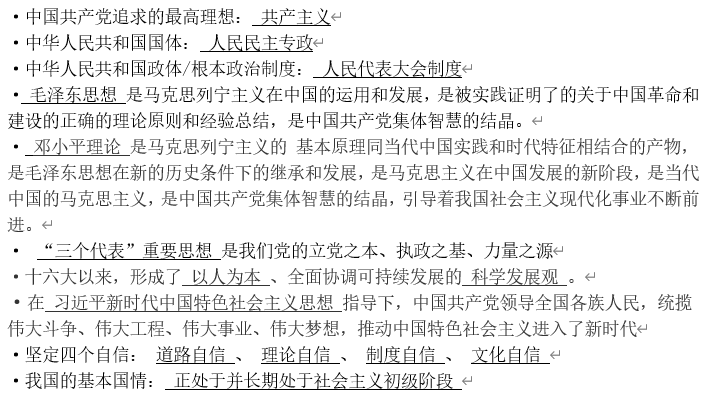 ·中国共产党追求的最高理想： 共产主义↵
·中华人民共和国国体： 人民民主专政↵
·中华人民共和国政体/根本政治制度： 人民代表大会制度↵
· 毛泽东思想 是马克思列宁主义在中国的运用和发展，是被实践证明了的关于中国革命和
建设的正确的理论原则和经验总结，是中国共产党集体智慧的结晶。↵
· 邓小平理论 是马克思列宁主义的 基本原理同当代中国实践和时代特征相结合的产物，
是毛泽东思想在新的历史条件下的继承和发展，是马克思主义在中国发展的新阶段，是当代
中国的马克思主义，是中国共产党集体智慧的结晶，引导着我国社会主义现代化事业不断前
进。↵
· “三个代表”重要思想 是我们党的立党之本、执政之基、力量之源↵
·十六大以来，形成了 以人为本 、全面协调可持续发展的 科学发展观 。↵
·在 习近平新时代中国特色社会主义思想 指导下，中国共产党领导全国各族人民，统揽
伟大斗争、伟大工程、伟大事业、伟大梦想，推动中国特色社会主义进入了新时代↵
·坚定四个自信： 道路自信 、 理论自信 、 制度自信 、 文化自信 ↵
·我国的基本国情： 正处于并长期处于社会主义初级阶段 ↵